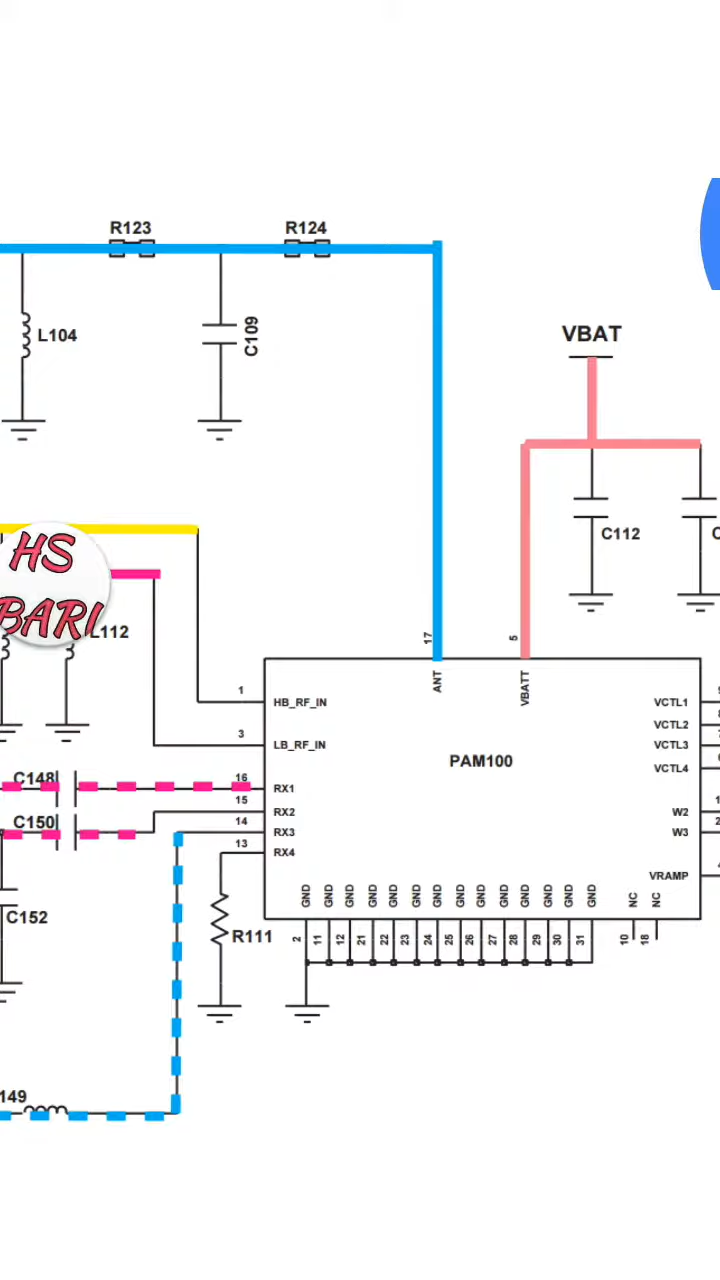 R123
R124
L104
C109
VBAT
C112
HS
BARI
L112
17
5
ANT
VBATT
1
HB_RF_IN
VCTL1
VCTL2
3
LB_RF_IN
VCTL3
PAM100
VCTL4
C148
16
RX1
15
RX2
W2
C150
14
RX3
W3
13
RX4
VRAMP
GND GND GND GND GND GND GND GND GND GND GND GND GND GND NC NC
C152
R111
2 11 12 21 22 23 24 25 26 27 28 29 30 31 10 18
149